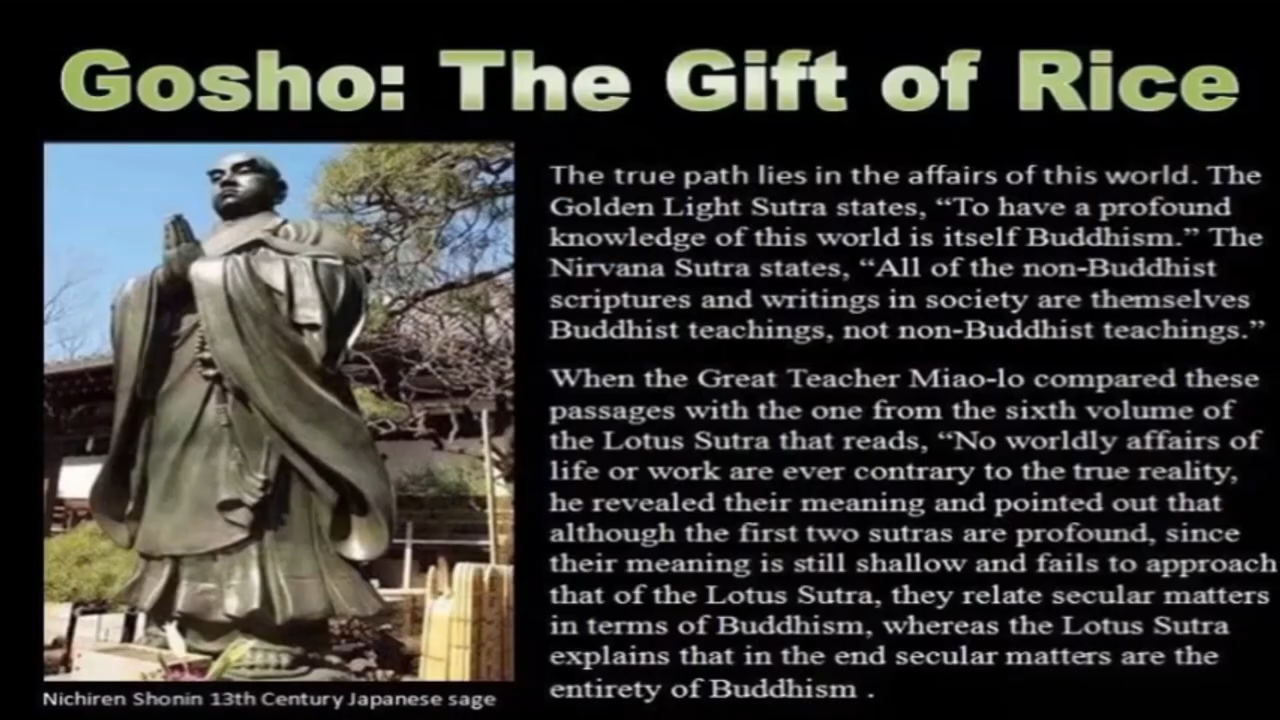 Gosho: The Gift of Rice
The true path lies in the affairs of this world. The
Golden Light Sutra states, “To have a profound
knowledge of this world is itself Buddhism.” The
Nirvana Sutra states, “All of the non-Buddhist
scriptures and writings in society are themselves
Buddhist teachings, not non-Buddhist teachings.”
When the Great Teacher Miao-lo compared these
passages with the one from the sixth volume of
the Lotus Sutra that reads, “No worldly affairs of
life or work are ever contrary to the true reality,
he revealed their meaning and pointed out that
although the first two sutras are profound, since
their meaning is still shallow and fails to approach
that of the Lotus Sutra, they relate secular matters
in terms of Buddhism, whereas the Lotus Sutra
explains that in the end secular matters are the
entirety of Buddhism .
Nichiren Shonin 13th Century Japanese sage